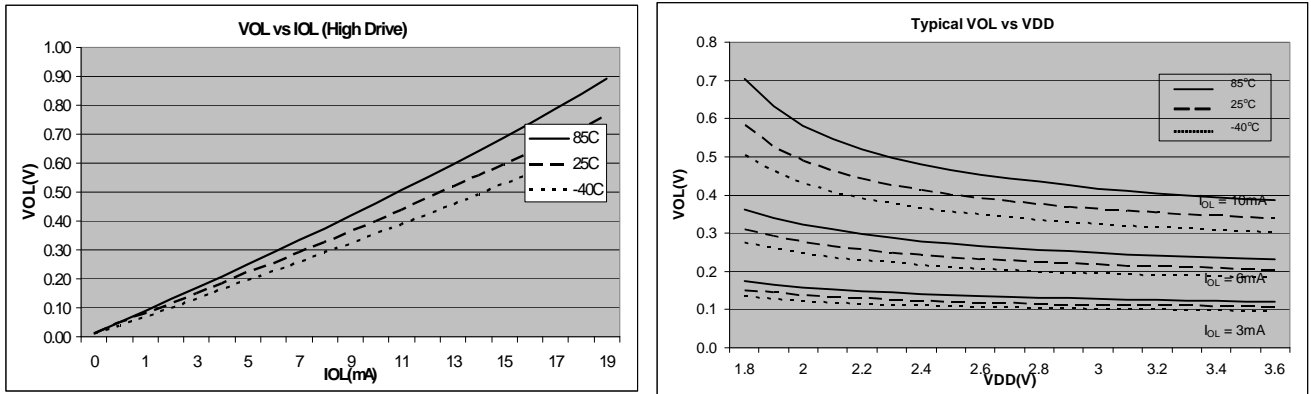 VOL vs IOL (High Drive)
VOL(V)
1.00
0.90
0.80
0.70
0.60
0.50
0.40
0.30
0.20
0.10
0.00
85C
25C
-40C
0 1 3 5 7 9 11 13 15 17 19
IOL(mA)
Typical VOL vs VDD
VOL(V)
0.8
0.7
0.6
0.5
0.4
0.3
0.2
0.1
0.0
85°C
25°C
-40°C
IOL = 10mA
IOL = 6mA
IOL = 3mA
1.8 2 2.2 2.4 2.6 2.8 3 3.2 3.4 3.6
VDD(V)